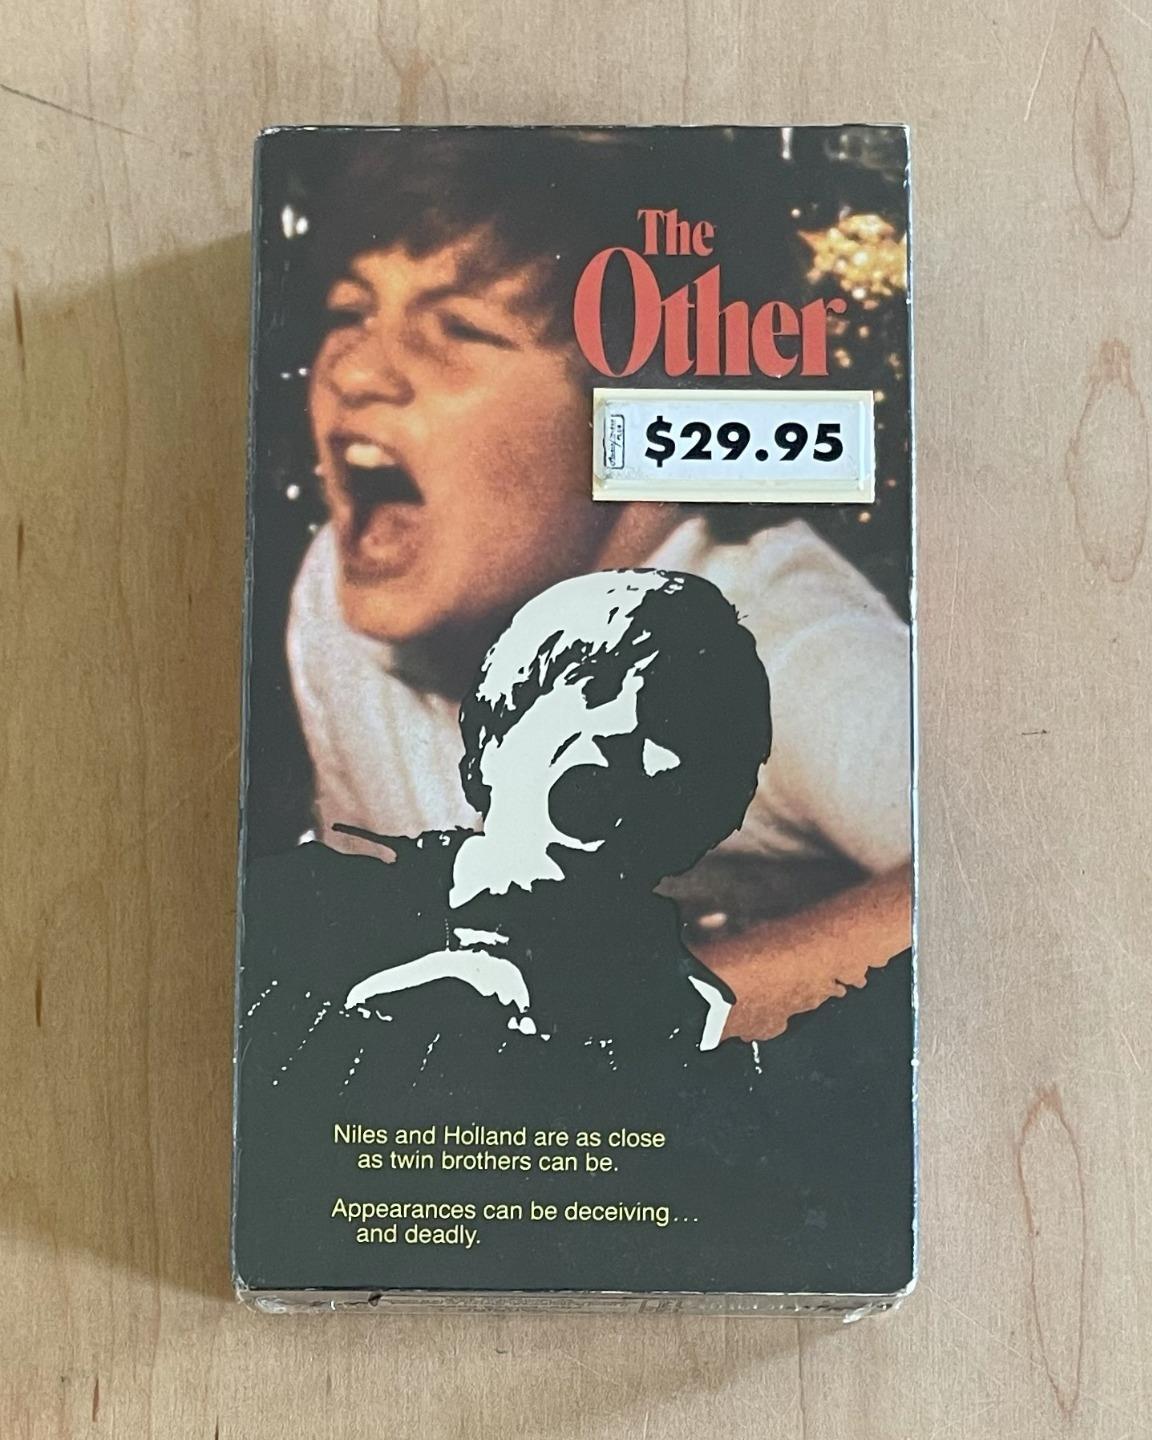 The
Other
$29.95
Niles and Holland are as close
as twin brothers can be.
Appearances can be deceiving...
and deadly.